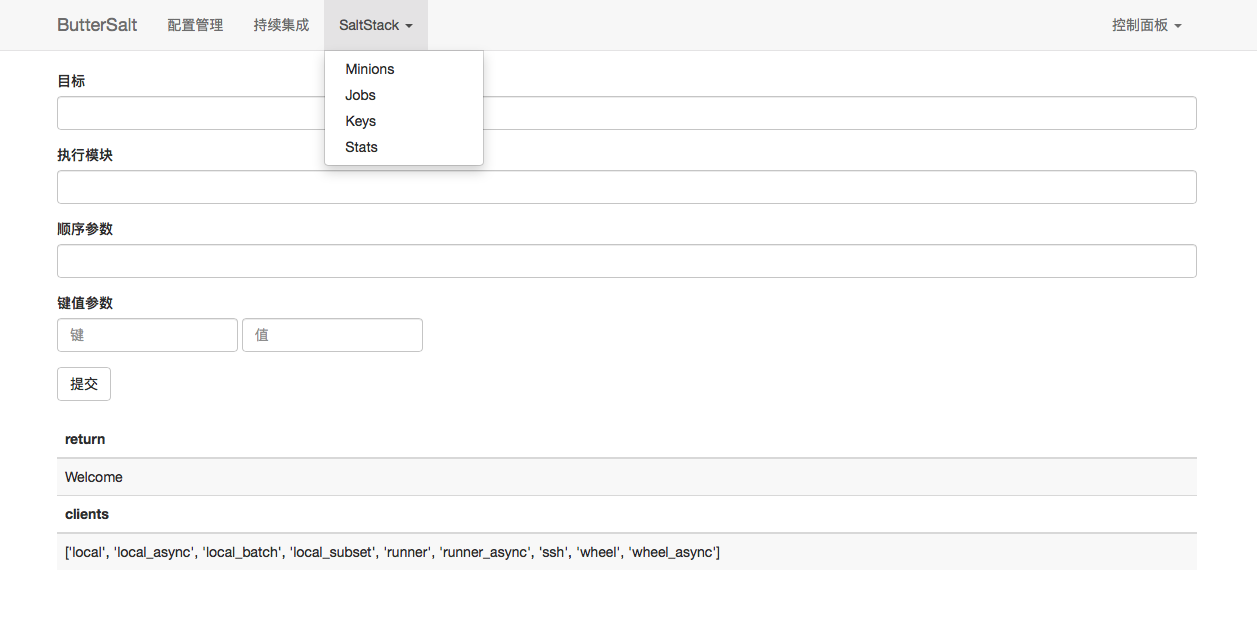 ButterSalt 配置管理 持续集成 SaltStack 控制面板
Minions
Jobs
Keys
Stats
目标
执行模块
顺序参数
键值参数
键 值
提交
return
Welcome
clients
['local', 'local_async', 'local_batch', 'local_subset', 'runner', 'runner_async', 'ssh', 'wheel', 'wheel_async']